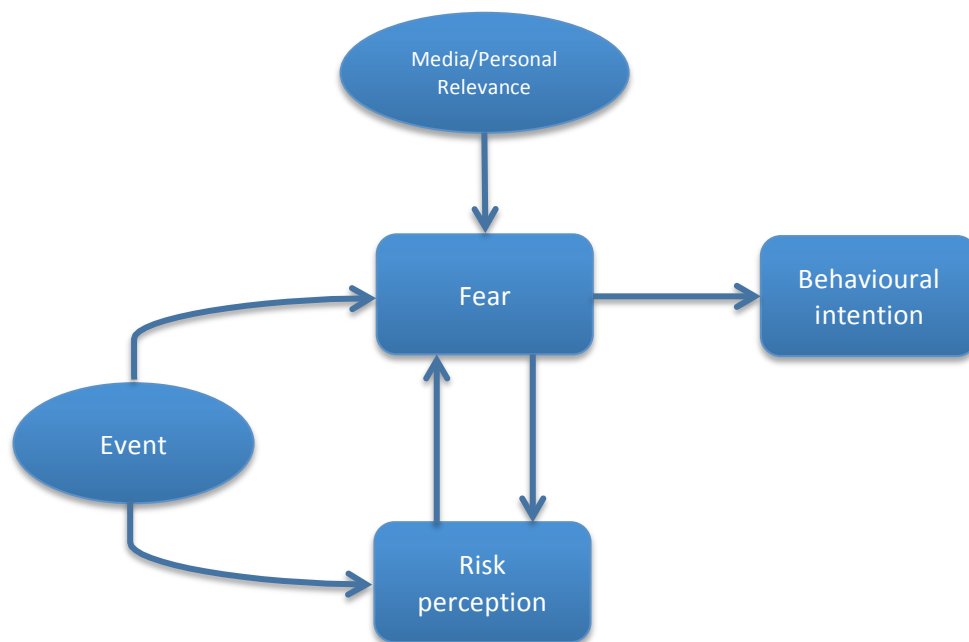 Media/Personal
Relevance
Fear
Behavioural
intention
Event
Risk
perception